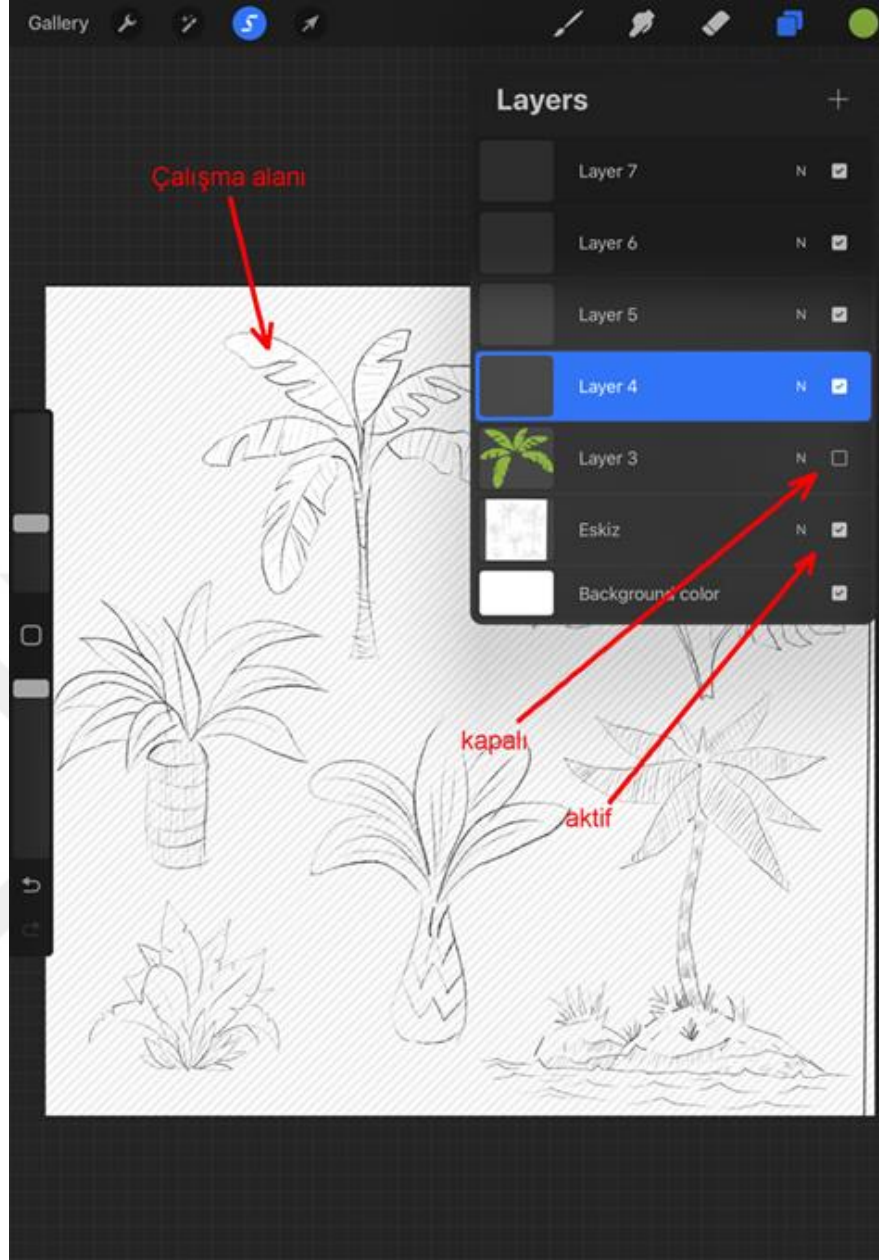 Gallery
Layers
Çalışma alanı
Layer 7 N
Layer 6 N
Layer 5 N
Layer 4 N
Layer 3 N
Eskiz N
Background color
kapalı
aktif